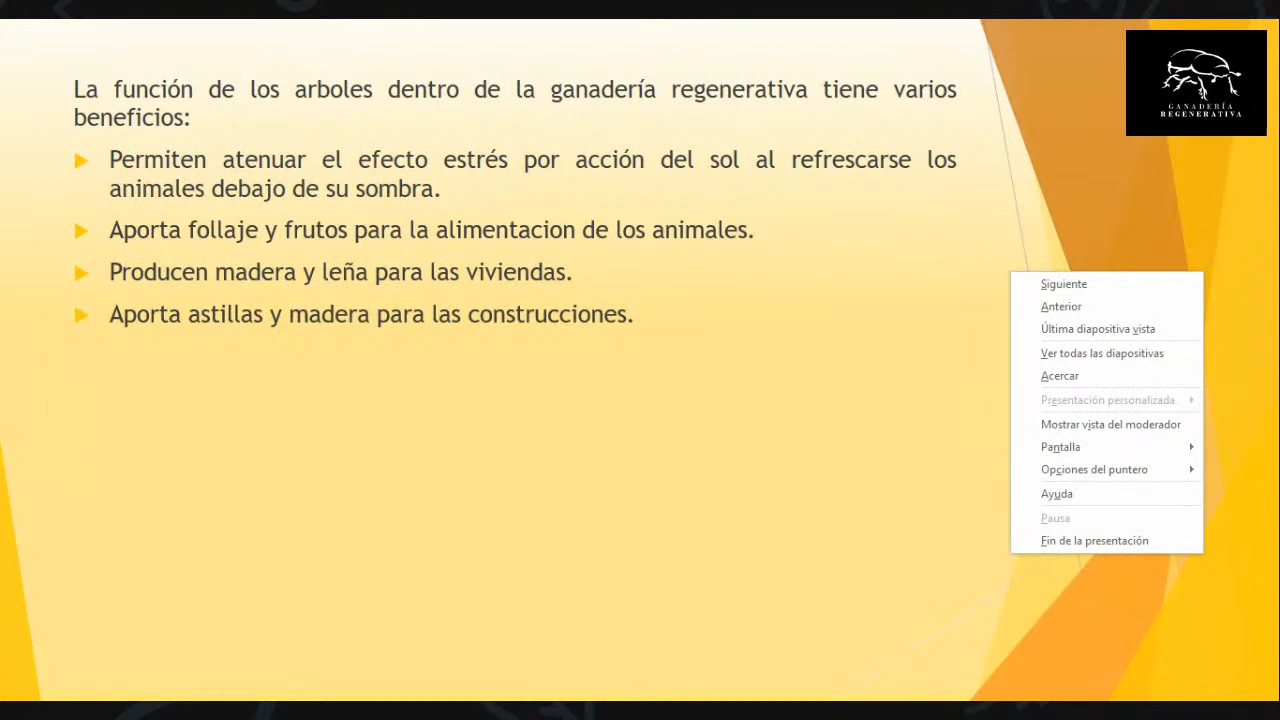 La función de los arboles dentro de la ganadería regenerativa tiene varios
beneficios:
Permiten atenuar el efecto estrés por acción del sol al refrescarse los
animales debajo de su sombra.
Aporta follaje y frutos para la alimentacion de los animales.
Producen madera y leña para las viviendas.
Aporta astillas y madera para las construcciones.
GANADERÍA
REGENERATIVA
Siguiente
Anterior
Última diapositiva vista
Ver todas las diapositivas
Acercar
Presentación personalizada
Mostrar vista del moderador
Pantalla
Opciones del puntero
Ayuda
Pausa
Fin de la presentación